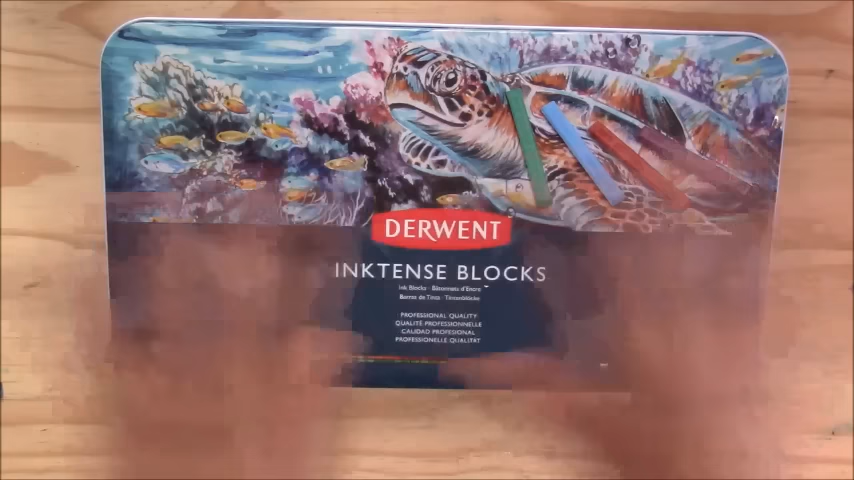 DERWENT
INKTENSE BLOCKS
Ink Blocks · Bâtonnets d'Encre
Barras de Tinta · Tintenblöcke
PROFESSIONAL QUALITY
QUALITÉ PROFESSIONNELLE
CALIDAD PROFESIONAL
PROFESSIONELLE QUALITÄT